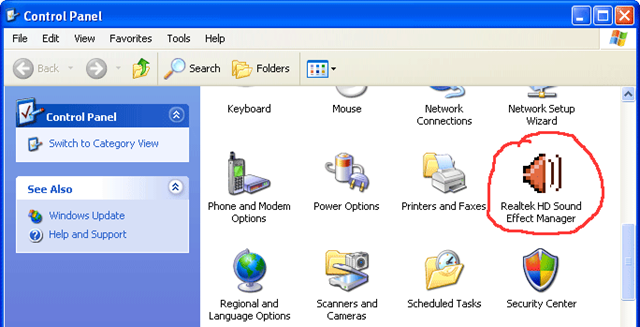 Control Panel
File Edit View Favorites Tools Help
Back Search Folders
Control Panel
Switch to Category View
See Also
Windows Update
Help and Support
Keyboard
Mouse
Network
Connections
Network Setup
Wizard
Phone and Modem
Options
Power Options
Printers and Faxes
Realtek HD Sound
Effect Manager
Regional and
Language Options
Scanners and
Cameras
Scheduled Tasks
Security Center